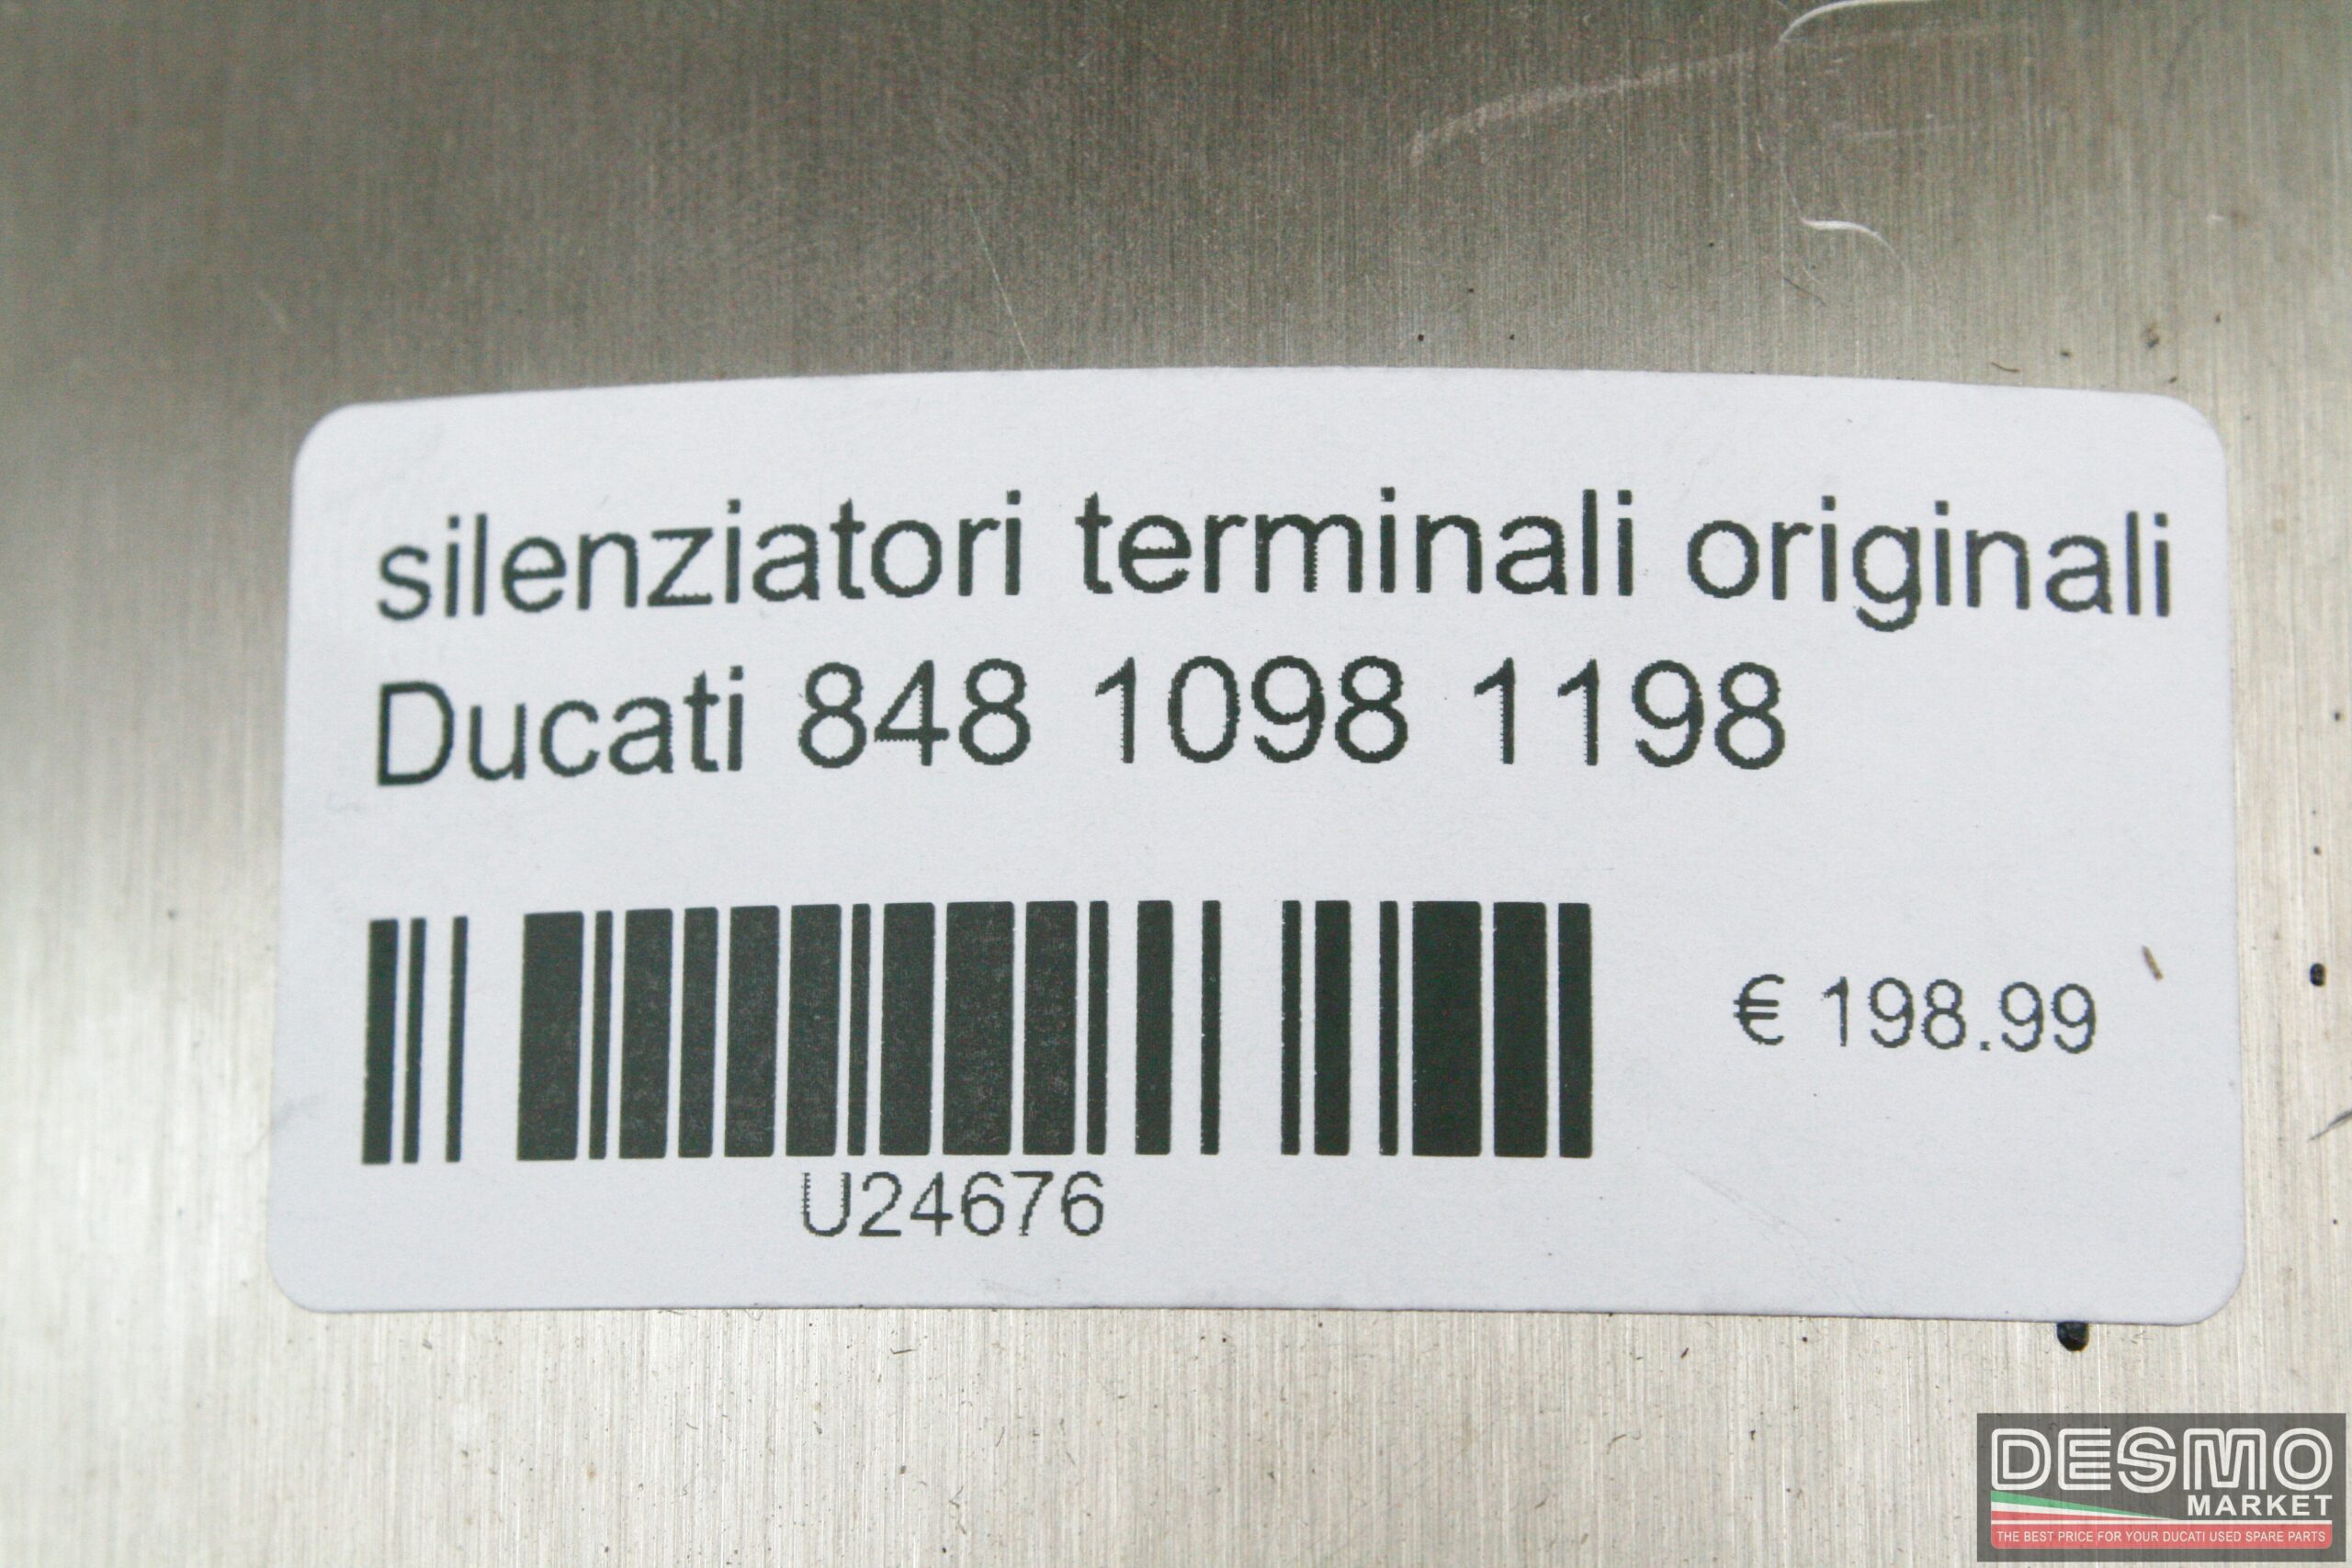 silenziatori terminali originali
Ducati 848 1098 1198
€ 198.99
U24676
DESMO
MARKET
THE BEST PRICE FOR YOUR DUCATI USED SPARE PARTS